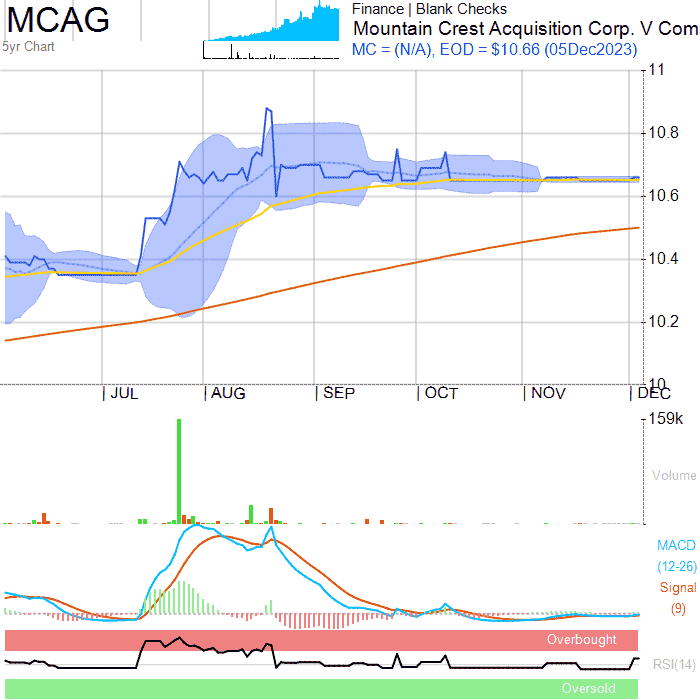 MCAG
5yr Chart
Finance | Blank Checks
Mountain Crest Acquisition Corp. V Com
MC = (N/A), EOD = $10.66 (05Dec2023)
11
10.8
10.6
10.4
10.2
10
| JUL | AUG | SEP | OCT | NOV | DEC
159k
Volume
MACD
(12-26)
Signal
(9)
Overbought
RSI(14)
Oversold